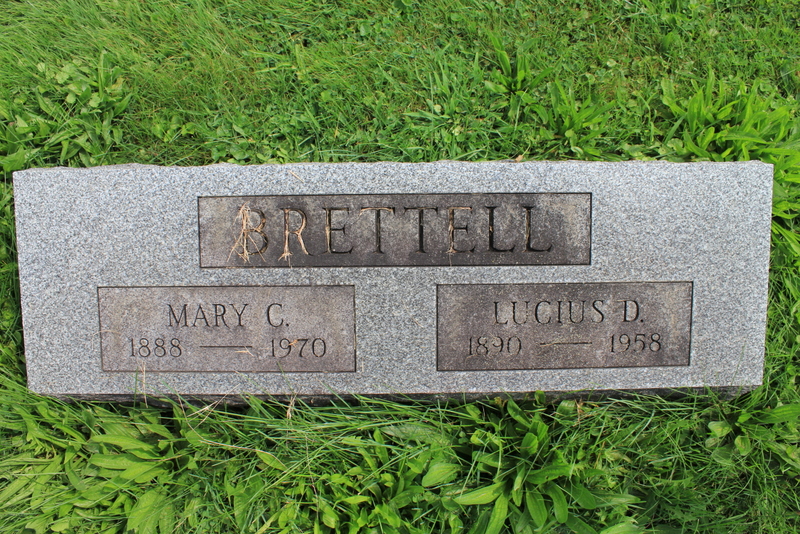 BRETTELL
MARY C.
1888 — 1970
LUCIUS D.
1890 — 1958